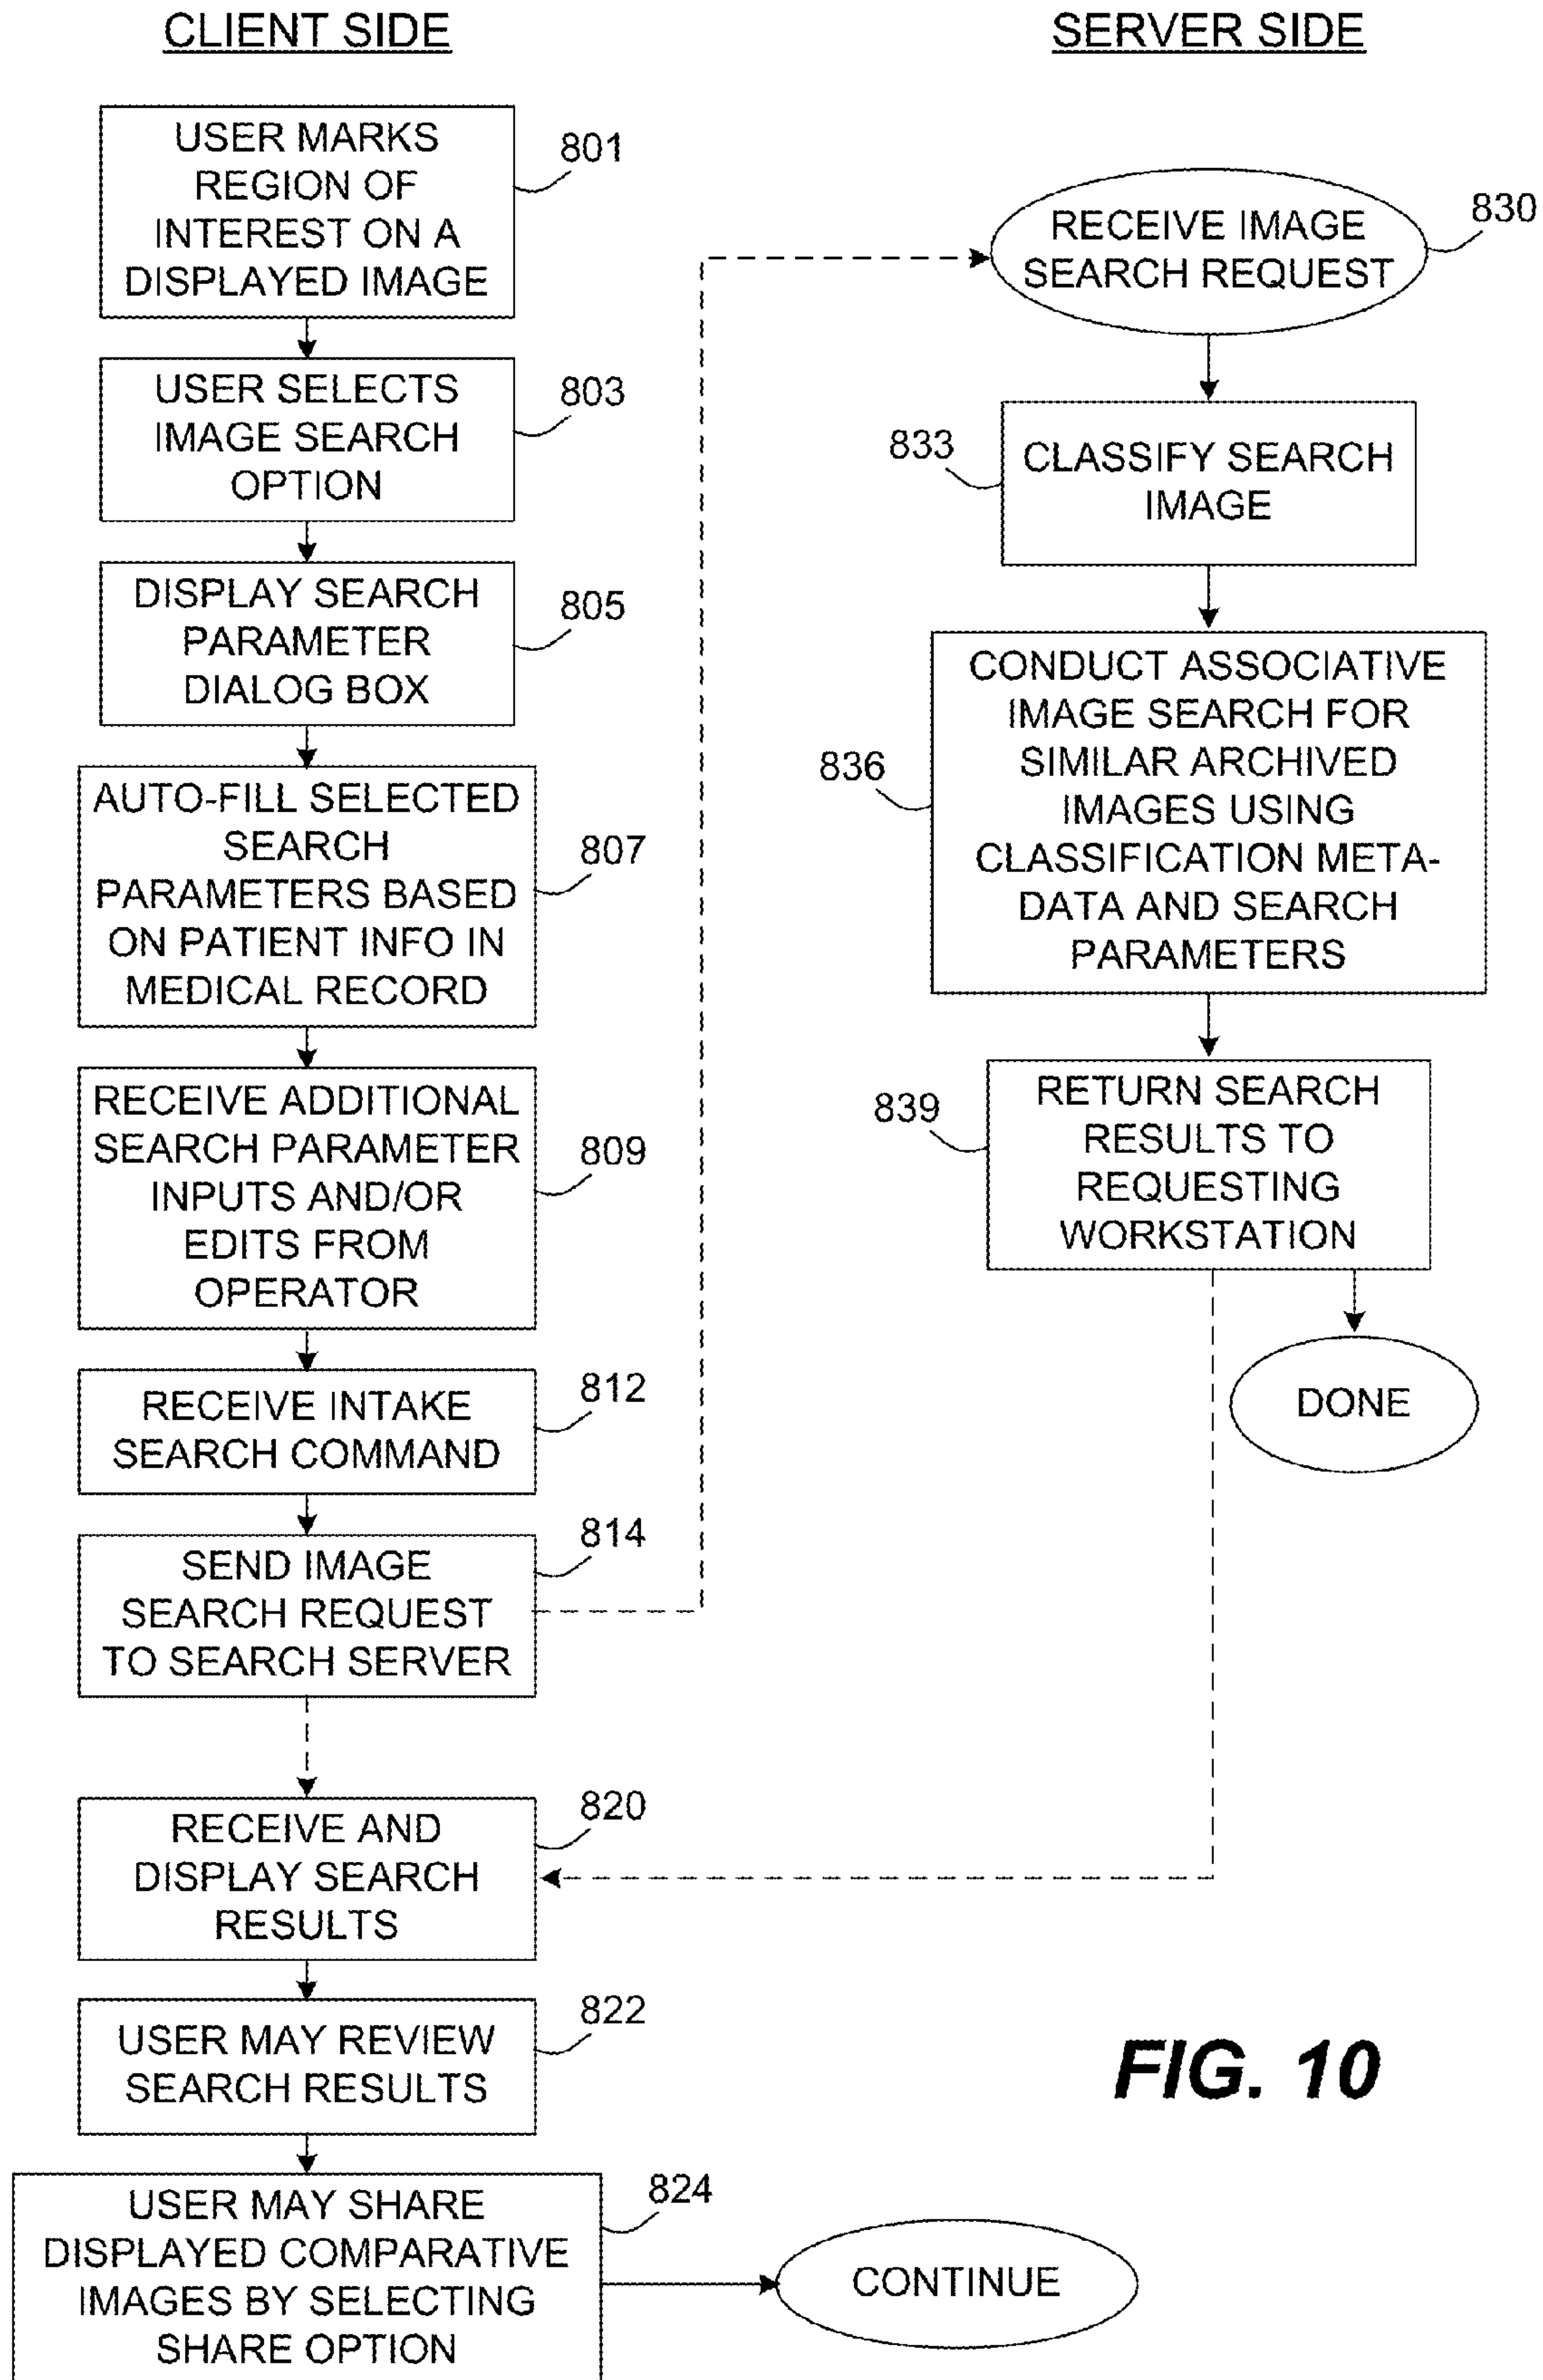 CLIENT SIDE
USER MARKS
REGION OF
INTEREST ON A
DISPLAYED IMAGE
801
USER SELECTS
IMAGE SEARCH
OPTION
803
DISPLAY SEARCH
PARAMETER
DIALOG BOX
805
AUTO-FILL SELECTED
SEARCH
PARAMETERS BASED
ON PATIENT INFO IN
MEDICAL RECORD
807
RECEIVE ADDITIONAL
SEARCH PARAMETER
INPUTS AND/OR
EDITS FROM
OPERATOR
809
RECEIVE INTAKE
SEARCH COMMAND
812
SEND IMAGE
SEARCH REQUEST
TO SEARCH SERVER
814
RECEIVE AND
DISPLAY SEARCH
RESULTS
820
USER MAY REVIEW
SEARCH RESULTS
822
USER MAY SHARE
DISPLAYED COMPARATIVE
IMAGES BY SELECTING
SHARE OPTION
824
CONTINUE
SERVER SIDE
RECEIVE IMAGE
SEARCH REQUEST
830
CLASSIFY SEARCH
IMAGE
833
CONDUCT ASSOCIATIVE
IMAGE SEARCH FOR
SIMILAR ARCHIVED
IMAGES USING
CLASSIFICATION META-
DATA AND SEARCH
PARAMETERS
836
RETURN SEARCH
RESULTS TO
REQUESTING
WORKSTATION
839
DONE
FIG. 10